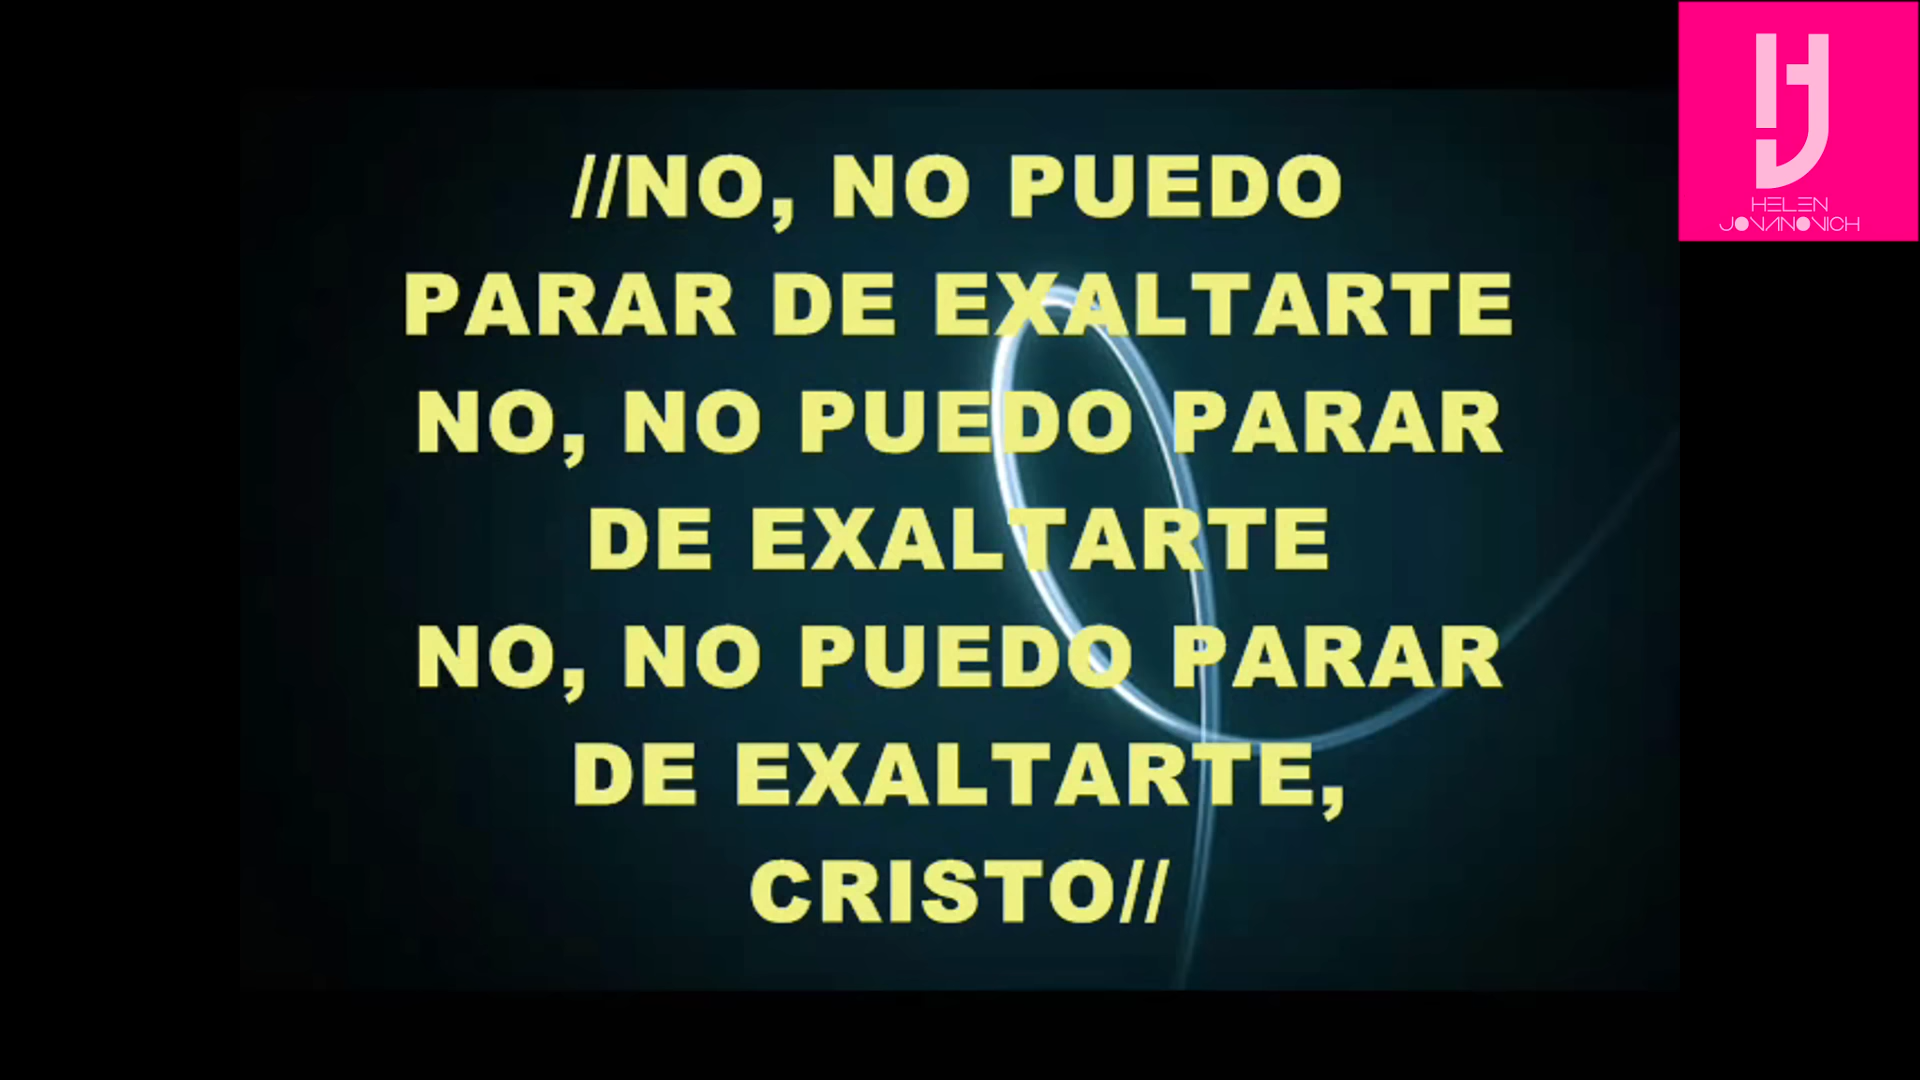 //NO, NO PUEDO
PARAR DE EXALTARTE
NO, NO PUEDO PARAR
DE EXALTARTE
NO, NO PUEDO PARAR
DE EXALTARTE,
CRISTO//
HJ
HELEN
JOVANOVICH